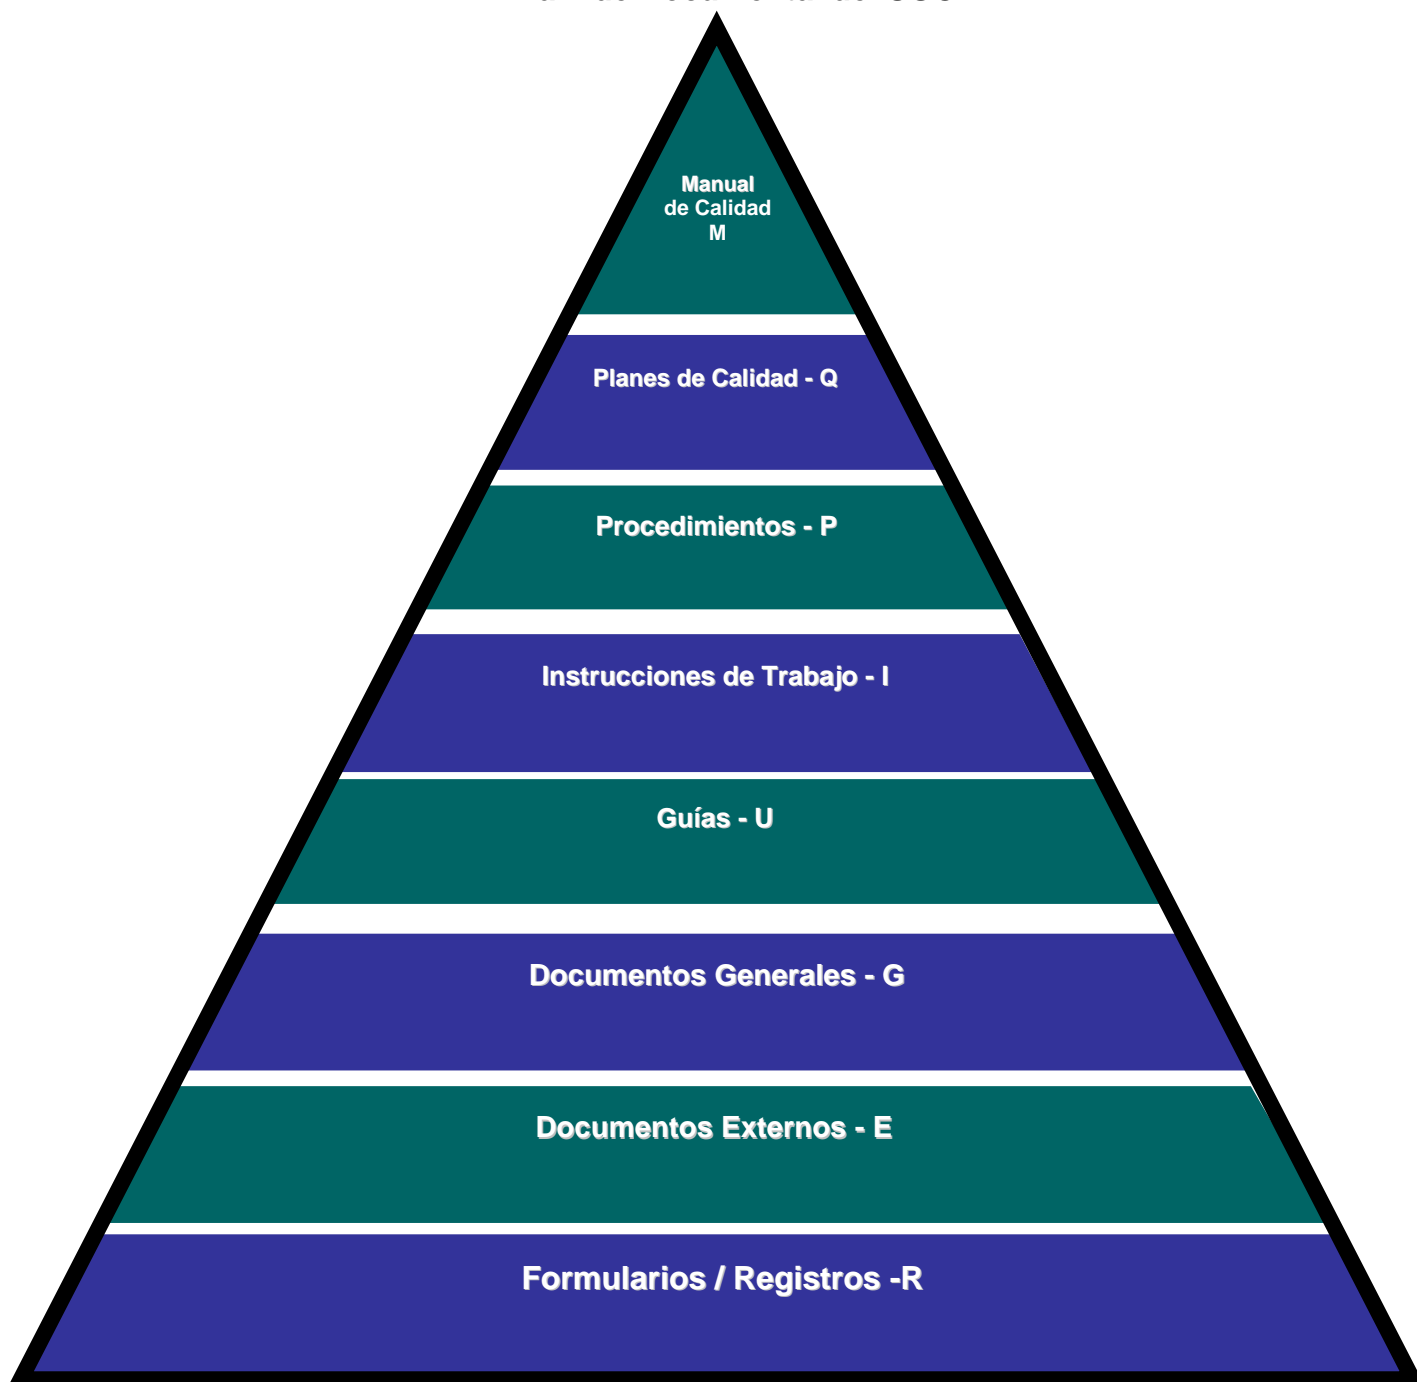 Manual
de Calidad
M
Planes de Calidad - Q
Procedimientos - P
Instrucciones de Trabajo - I
Guías - U
Documentos Generales - G
Documentos Externos - E
Formularios / Registros -R